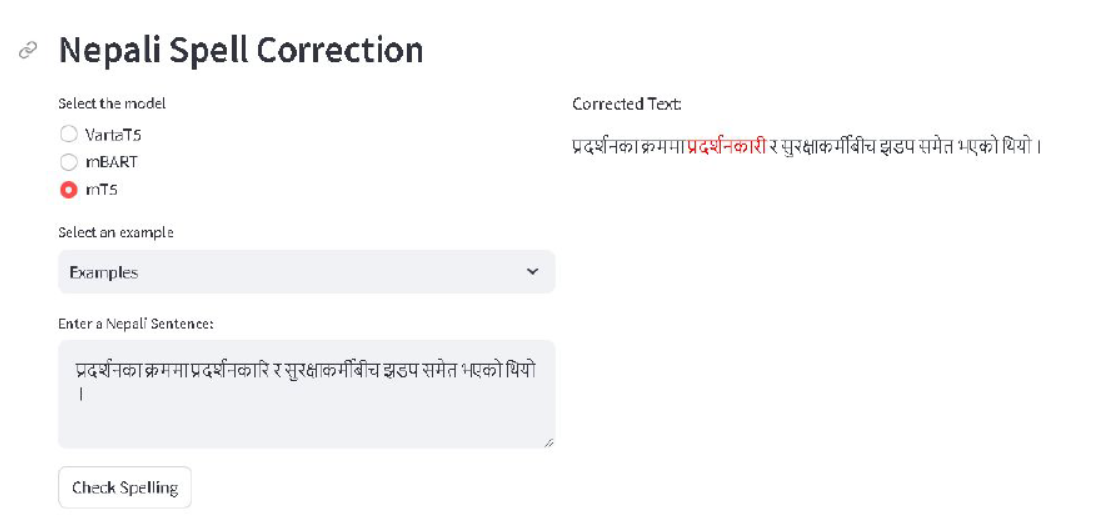 Nepali Spell Correction
Select the model
VartaT5
mBART
mT5
Select an example
Examples
Enter a Nepali Sentence:
प्रदर्शनका क्रममा प्रदर्शनकारि र सुरक्षाकर्मीबीच झडप समेत भएको थियो
।
Check Spelling
Corrected Text:
प्रदर्शनका क्रममा प्रदर्शनकारी र सुरक्षाकर्मीबीच झडप समेत भएको थियो ।